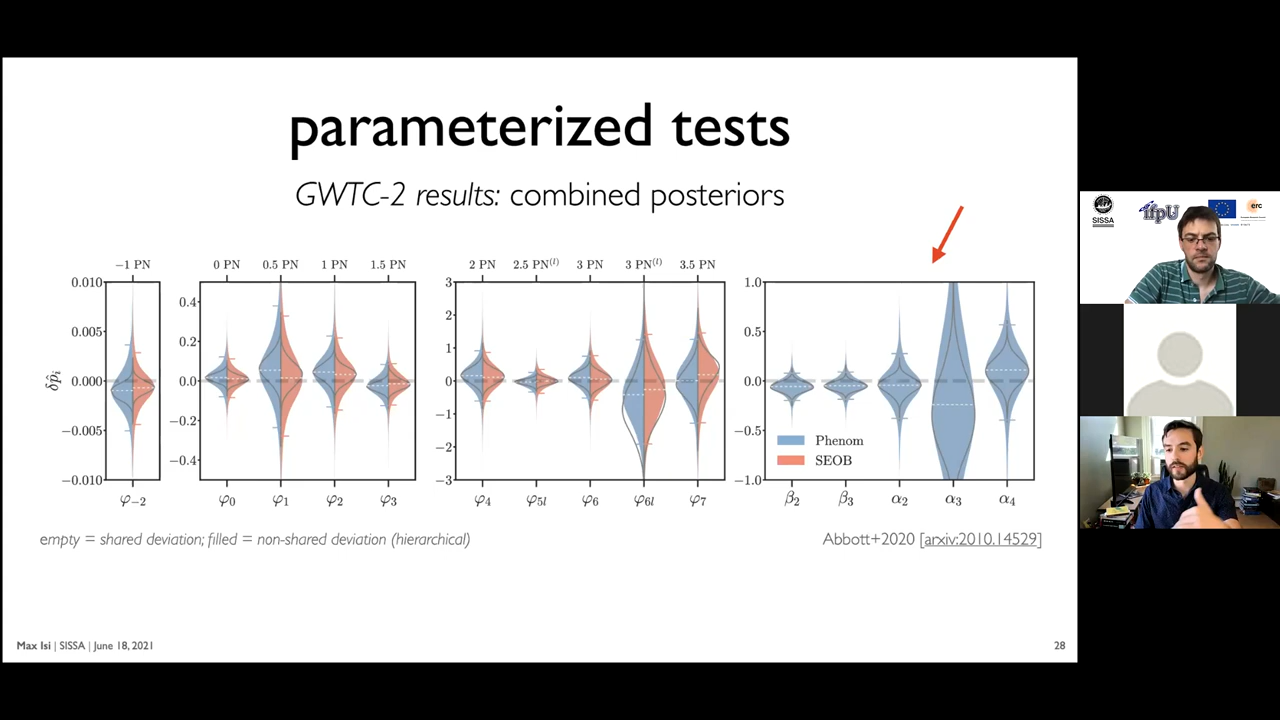 parameterized tests
GWTC-2 results: combined posteriors
−1 PN
0 PN 0.5 PN 1 PN 1.5 PN
2 PN 2.5 PN(l) 3 PN 3 PN(l) 3.5 PN
δp̂i
0.010
0.005
0.000
−0.005
−0.010
φ−2
0.4
0.2
0.0
−0.2
−0.4
φ0 φ1 φ2 φ3
3
2
1
0
−1
−2
−3
φ4 φ5l φ6 φ6l φ7
1.0
0.5
0.0
−0.5
−1.0
Phenom
SEOB
β2 β3 α2 α3 α4
empty = shared deviation; filled = non-shared deviation (hierarchical)
Abbott+2020 [arxiv:2010.14529]
Max Isi | SISSA | June 18, 2021
28
SISSA
ifpU
erc